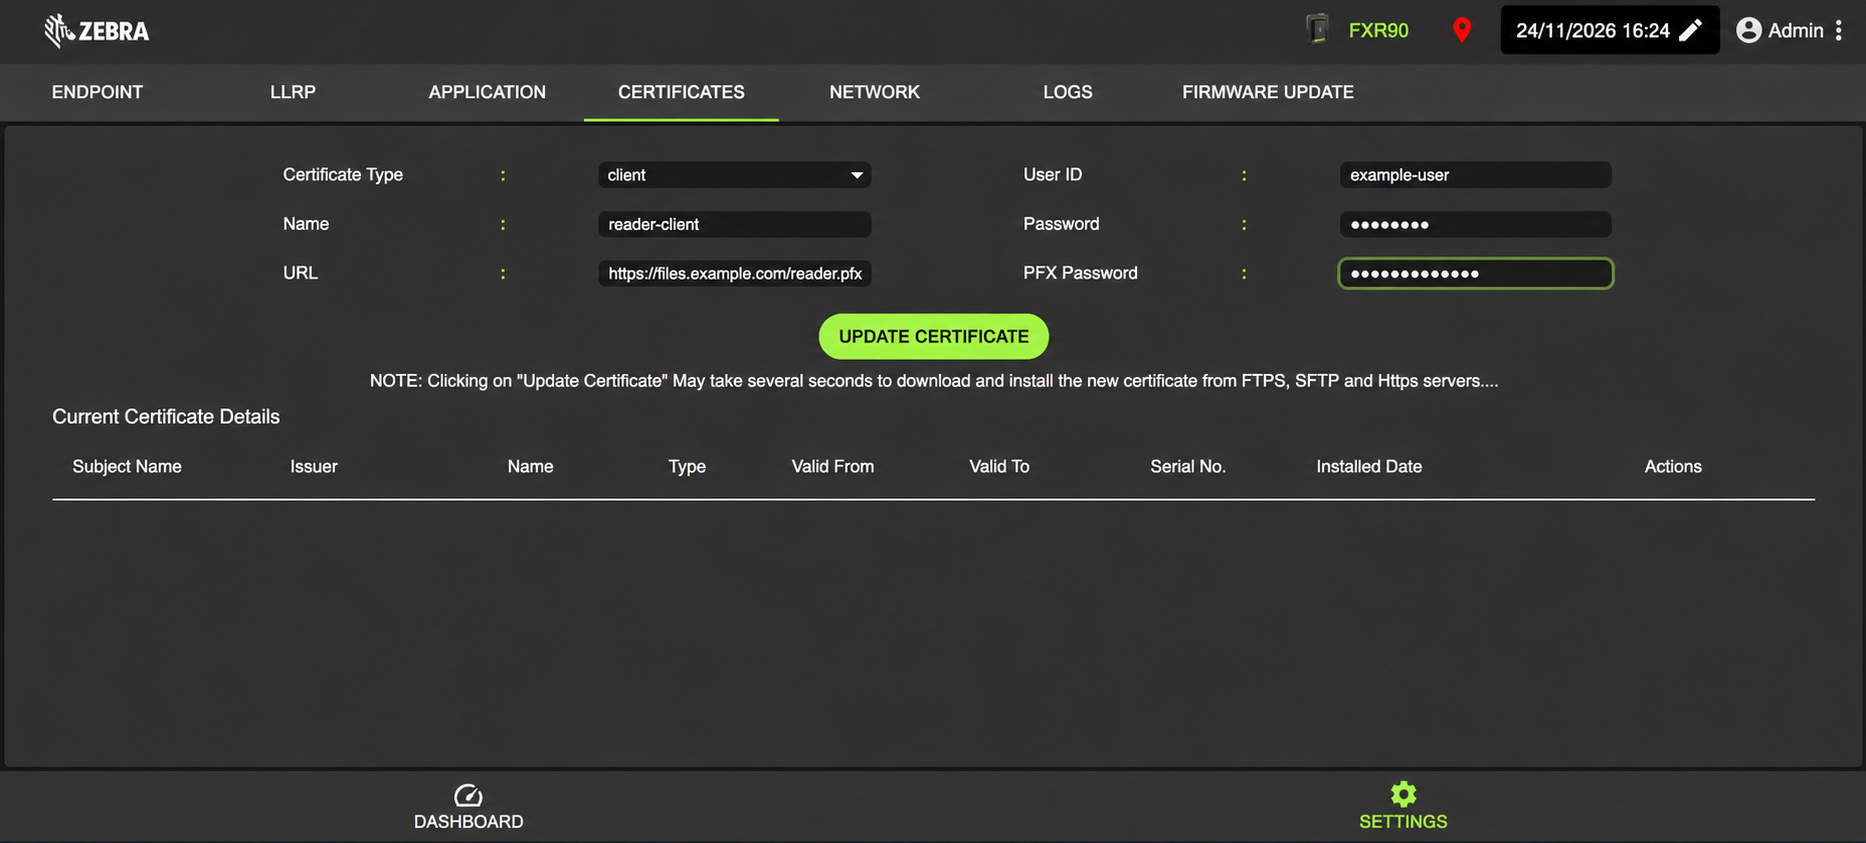 ZEBRA
FXR90
24/11/2026 16:24
Admin
ENDPOINT LLRP APPLICATION CERTIFICATES NETWORK LOGS FIRMWARE UPDATE
Certificate Type : client
User ID : example-user
Name : reader-client
Password : ••••••••
URL : https://files.example.com/reader.pfx
PFX Password : •••••••••••••
UPDATE CERTIFICATE
NOTE: Clicking on "Update Certificate" May take several seconds to download and install the new certificate from FTPS, SFTP and Https servers....
Current Certificate Details
Subject Name Issuer Name Type Valid From Valid To Serial No. Installed Date Actions
DASHBOARD
SETTINGS